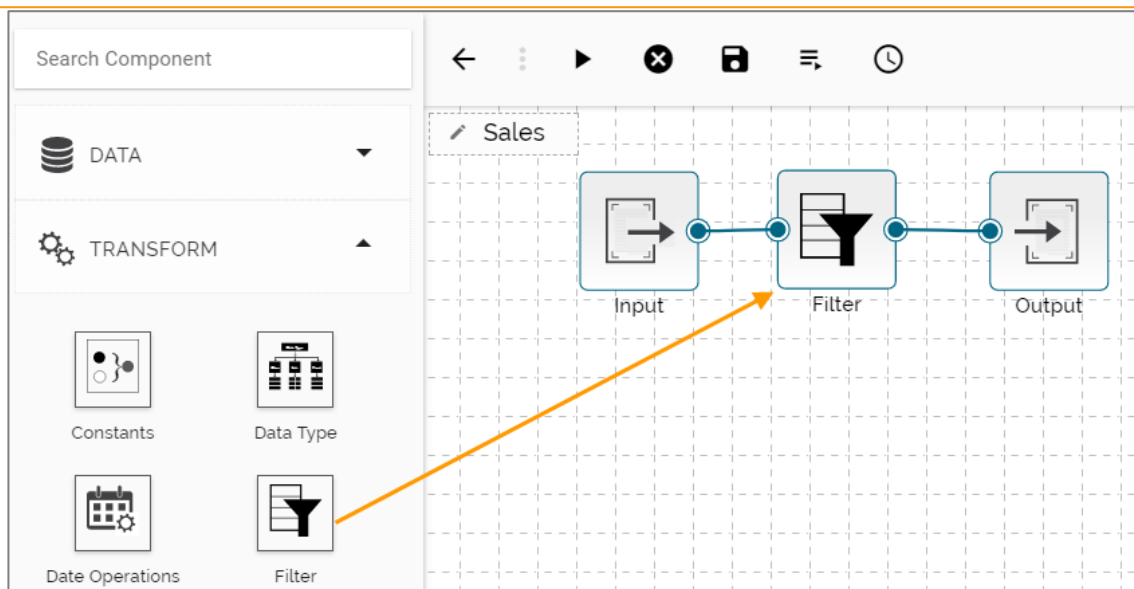 Search Component
DATA
TRANSFORM
Constants
Data Type
Date Operations
Filter
Sales
Input
Filter
Output